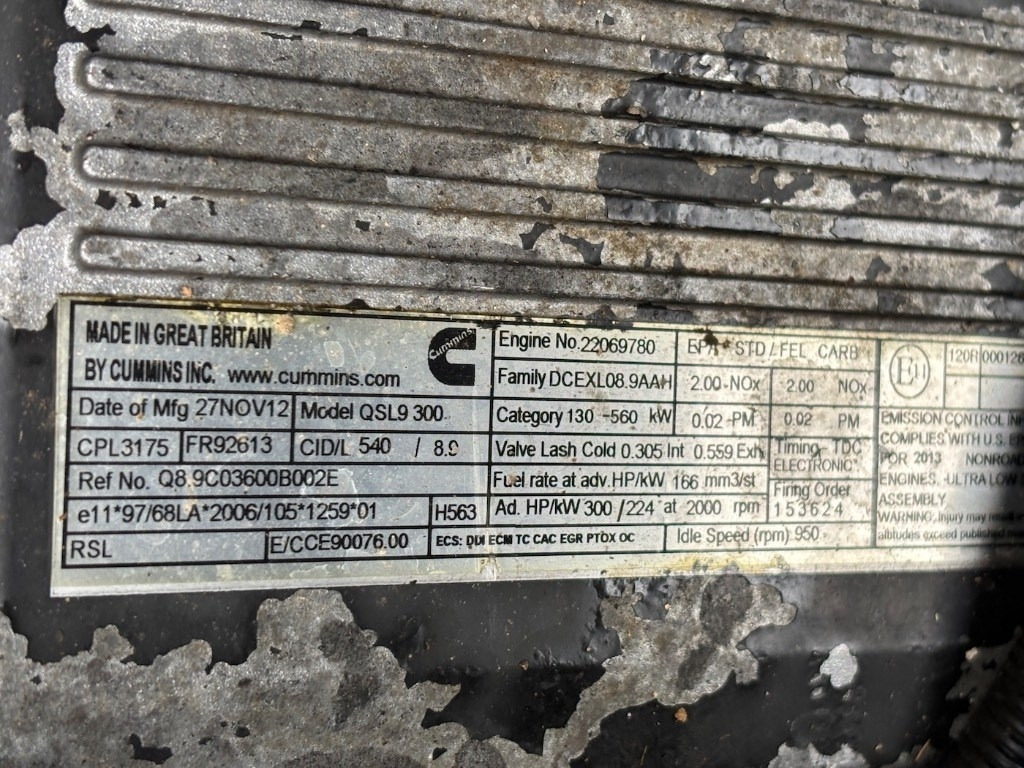 MADE IN GREAT BRITAIN
BY CUMMINS INC. www.cummins.com
Cummins
Date of Mfg 27NOV12 Model QSL9 300
CPL3175 FR92613 CID/L 540 / 8.9
Ref No. Q8.9C03600B002E
e11*97/68LA*2006/105*1259*01 H563
RSL E/CCE90076.00 ECS: DDI ECM TC CAC EGR PTOX OC
Engine No.22069780
Family DCEXL08.9AAH
Category 130 -560 kW
Valve Lash Cold 0.305 Int 0.559 Exh
Fuel rate at adv.HP/kW 166 mm3/st
Ad. HP/kW 300 /224 at 2000 rpm
Idle Speed (rpm) 950
EPA STD / FEL CARB
2.00 -NOx 2.00 NOx
0.02 -PM 0.02 PM
Timing- TDC
ELECTRONIC
Firing Order
153624
E11 120R 000126
EMISSION CONTROL
COMPLIES WITH U.S.
FOR 2013 NONROAD
ENGINES. ULTRA LOW
ASSEMBLY
WARNING. Injury may result
altitudes exceed published